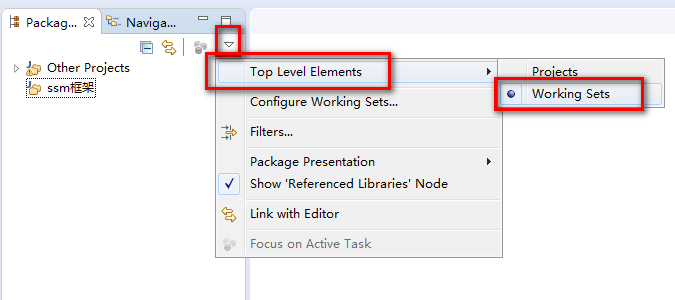 Packag...
Naviga...
Other Projects
ssm框架
Top Level Elements
Configure Working Sets...
Filters...
Package Presentation
Show 'Referenced Libraries' Node
Link with Editor
Focus on Active Task
Projects
Working Sets